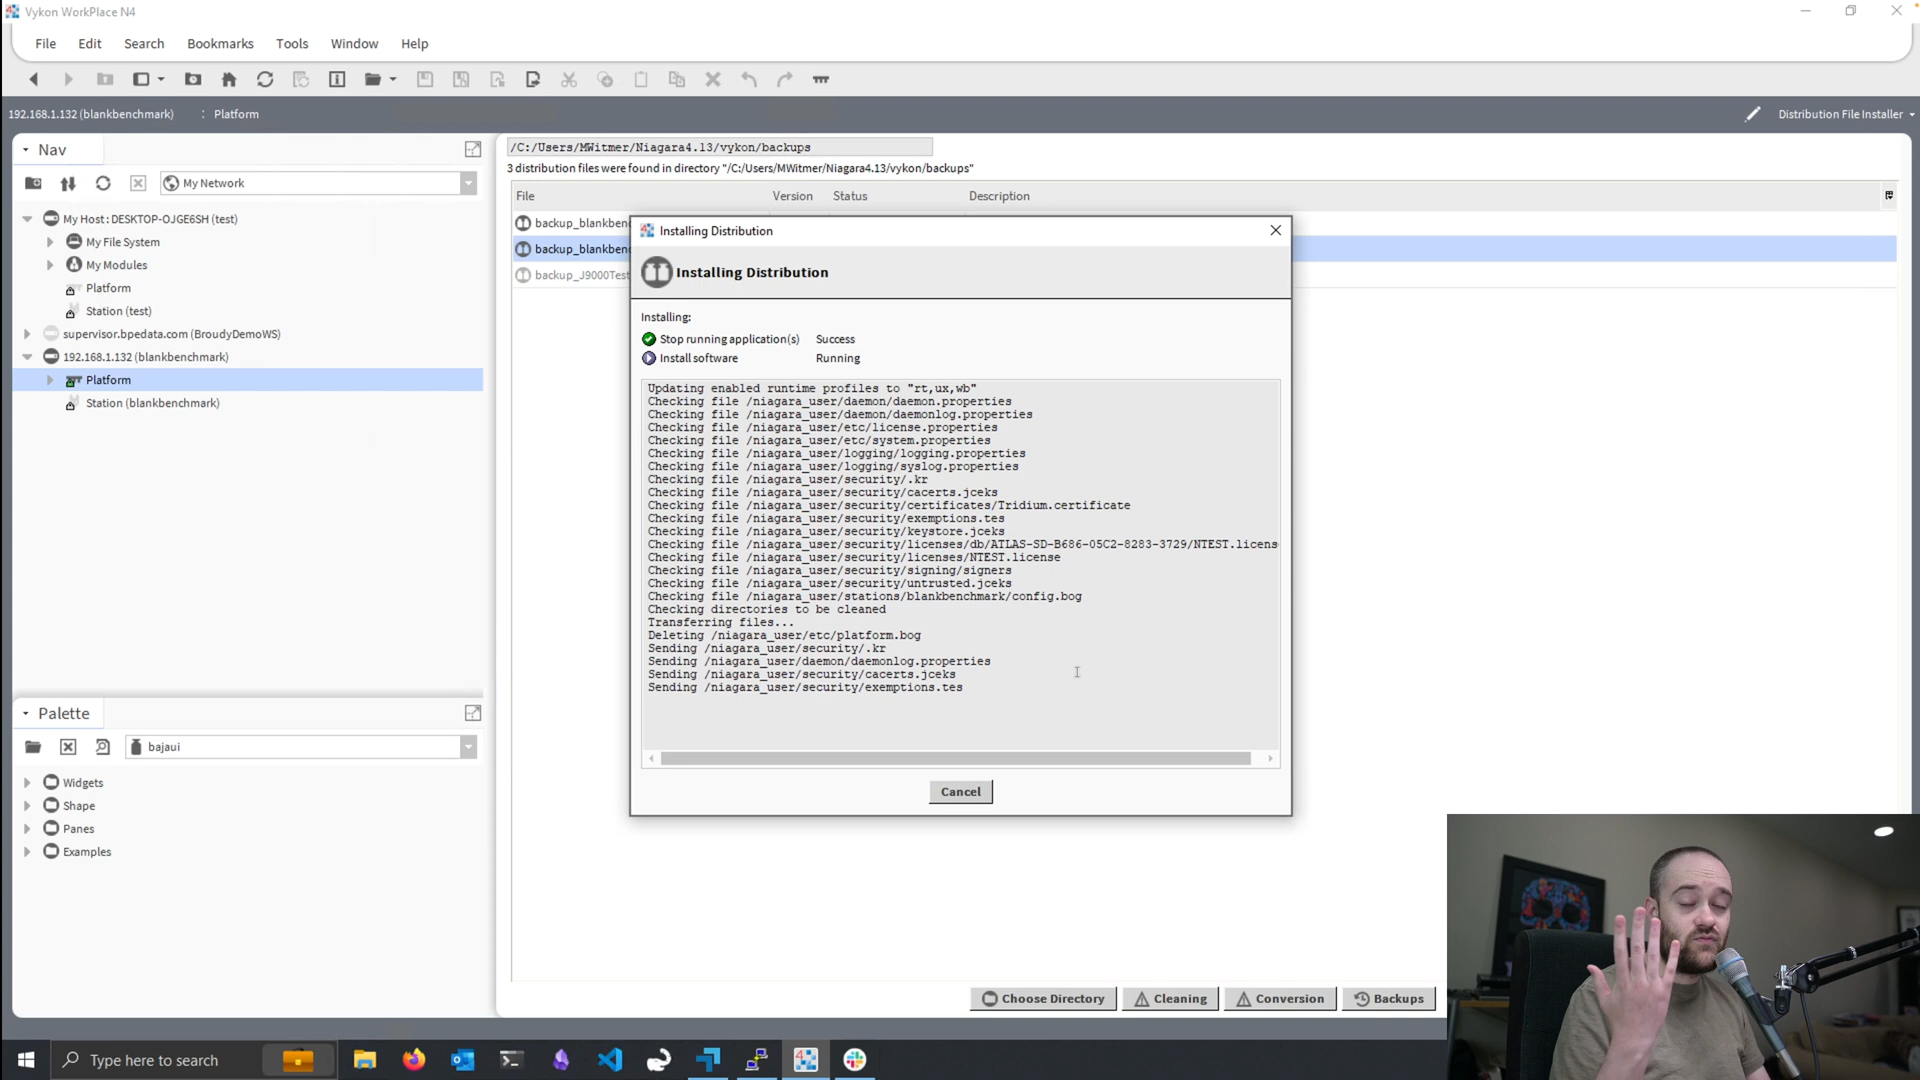 Vykon WorkPlace N4
File Edit Search Bookmarks Tools Window Help
192.168.1.132 (blankbenchmark) : Platform
Distribution File Installer
Nav
My Network
My Host : DESKTOP-OJGE6SH (test)
My File System
My Modules
Platform
Station (test)
supervisor.bpedata.com (BroudyDemoWS)
192.168.1.132 (blankbenchmark)
Platform
Station (blankbenchmark)
Palette
bajaui
Widgets
Shape
Panes
Examples
/C:/Users/MWitmer/Niagara4.13/vykon/backups
3 distribution files were found in directory "/C:/Users/MWitmer/Niagara4.13/vykon/backups"
File Version Status Description
backup_blankben
backup_blankben
backup_J9000Test
Installing Distribution
Installing Distribution
Installing:
Stop running application(s) Success
Install software Running
Updating enabled runtime profiles to "rt,ux,wb"
Checking file /niagara_user/daemon/daemon.properties
Checking file /niagara_user/daemon/daemonlog.properties
Checking file /niagara_user/etc/license.properties
Checking file /niagara_user/etc/system.properties
Checking file /niagara_user/logging/logging.properties
Checking file /niagara_user/logging/syslog.properties
Checking file /niagara_user/security/.kr
Checking file /niagara_user/security/cacerts.jceks
Checking file /niagara_user/security/certificates/Tridium.certificate
Checking file /niagara_user/security/exemptions.tes
Checking file /niagara_user/security/keystore.jceks
Checking file /niagara_user/security/licenses/db/ATLAS-SD-B686-05C2-8283-3729/NTEST.licens
Checking file /niagara_user/security/licenses/NTEST.license
Checking file /niagara_user/security/signing/signers
Checking file /niagara_user/security/untrusted.jceks
Checking file /niagara_user/stations/blankbenchmark/config.bog
Checking directories to be cleaned
Transferring files...
Deleting /niagara_user/etc/platform.bog
Sending /niagara_user/security/.kr
Sending /niagara_user/daemon/daemonlog.properties
Sending /niagara_user/security/cacerts.jceks
Sending /niagara_user/security/exemptions.tes
Cancel
Choose Directory Cleaning Conversion Backups
Type here to search